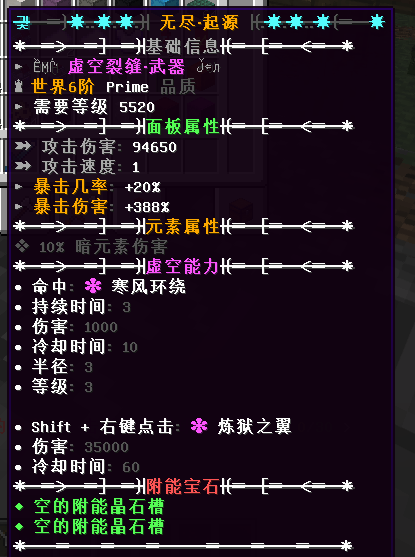 无尽·起源
基础信息
虚空裂缝·武器
世界6阶 Prime 品质
需要等级 5520
面板属性
攻击伤害: 94650
攻击速度: 1
暴击几率: +20%
暴击伤害: +388%
元素属性
10% 暗元素伤害
虚空能力
• 命中: 寒风环绕
• 持续时间: 3
• 伤害: 1000
• 冷却时间: 10
• 半径: 3
• 等级: 3
• Shift + 右键点击: 炼狱之翼
• 伤害: 35000
• 冷却时间: 60
附能宝石
空的附能晶石槽
空的附能晶石槽